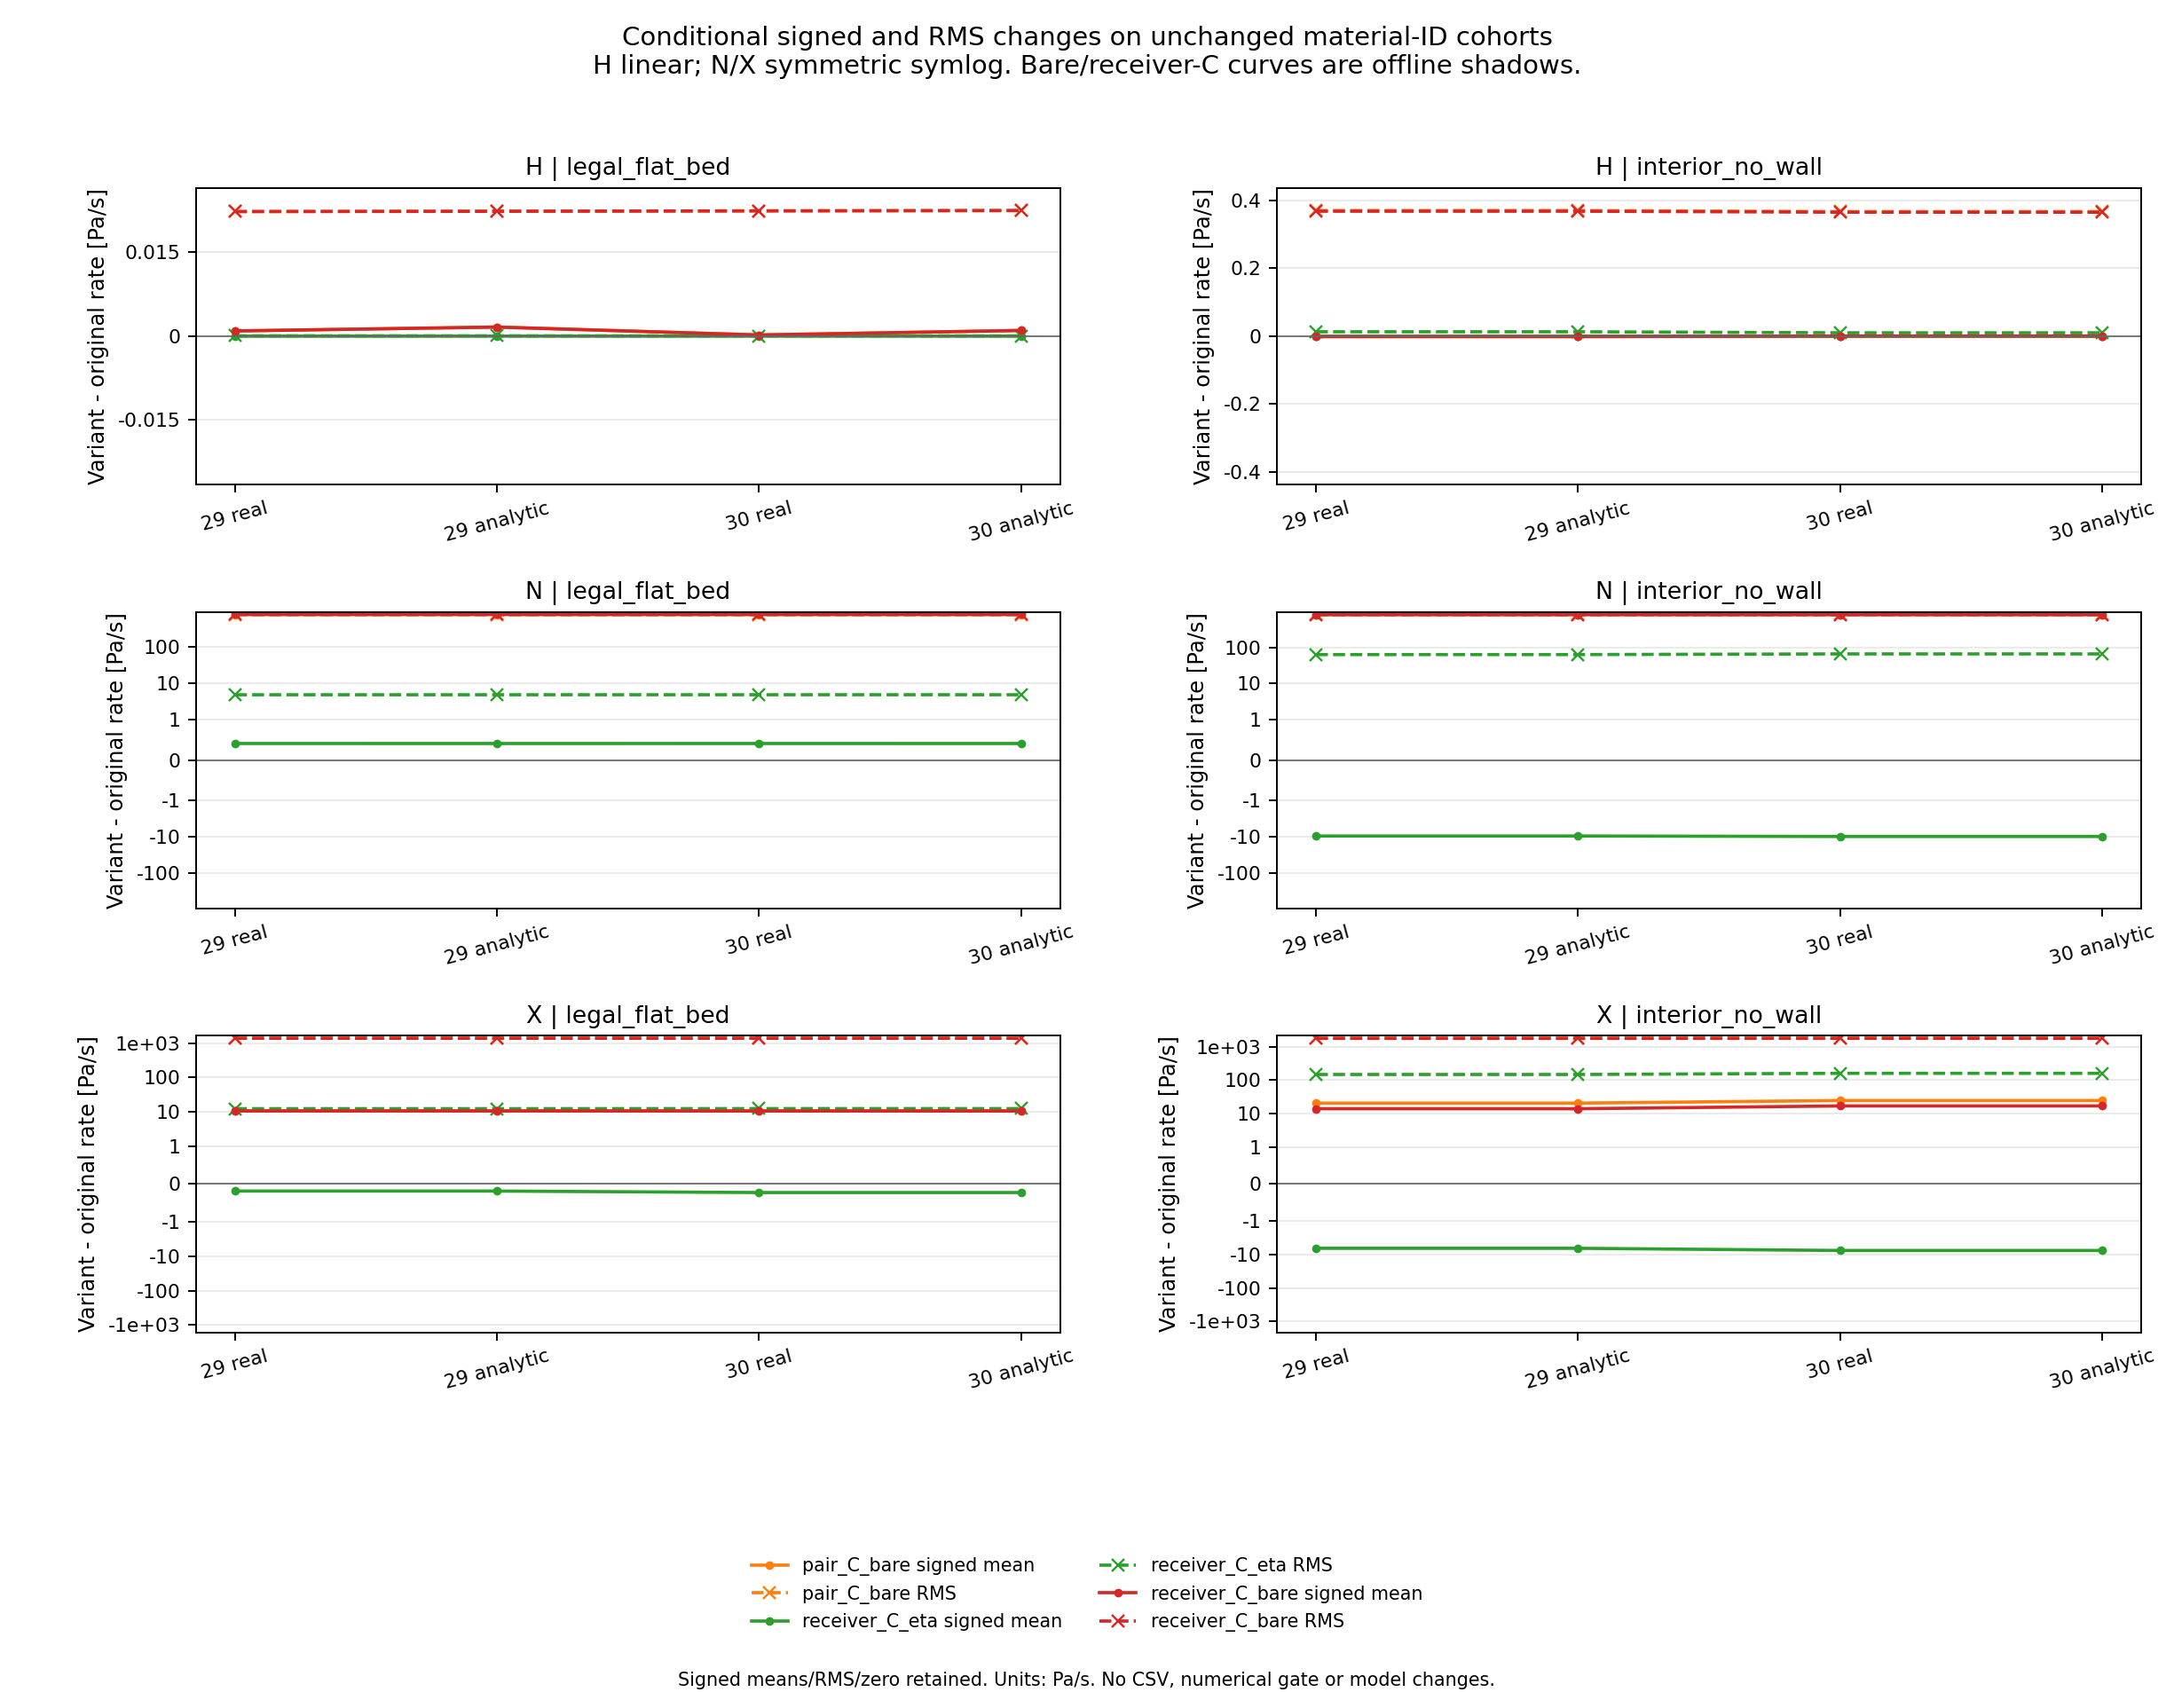 Conditional signed and RMS changes on unchanged material-ID cohorts
H linear; N/X symmetric symlog. Bare/receiver-C curves are offline shadows.
H | legal_flat_bed
Variant - original rate [Pa/s]
0.015
0
-0.015
29 real
29 analytic
30 real
30 analytic
H | interior_no_wall
Variant - original rate [Pa/s]
0.4
0.2
0
-0.2
-0.4
29 real
29 analytic
30 real
30 analytic
N | legal_flat_bed
Variant - original rate [Pa/s]
100
10
1
0
-1
-10
-100
29 real
29 analytic
30 real
30 analytic
N | interior_no_wall
Variant - original rate [Pa/s]
100
10
1
0
-1
-10
-100
29 real
29 analytic
30 real
30 analytic
X | legal_flat_bed
Variant - original rate [Pa/s]
1e+03
100
10
1
0
-1
-10
-100
-1e+03
29 real
29 analytic
30 real
30 analytic
X | interior_no_wall
Variant - original rate [Pa/s]
1e+03
100
10
1
0
-1
-10
-100
-1e+03
29 real
29 analytic
30 real
30 analytic
pair_C_bare signed mean
pair_C_bare RMS
receiver_C_eta signed mean
receiver_C_eta RMS
receiver_C_bare signed mean
receiver_C_bare RMS
Signed means/RMS/zero retained. Units: Pa/s. No CSV, numerical gate or model changes.